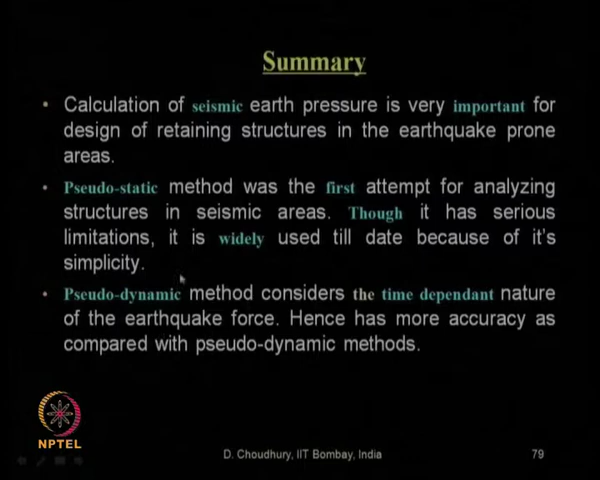 Summary
• Calculation of seismic earth pressure is very important for
design of retaining structures in the earthquake prone
areas.
• Pseudo-static method was the first attempt for analyzing
structures in seismic areas. Though it has serious
limitations, it is widely used till date because of it's
simplicity.
• Pseudo-dynamic method considers the time dependant nature
of the earthquake force. Hence has more accuracy as
compared with pseudo-dynamic methods.
NPTEL
D. Choudhury, IIT Bombay, India
79